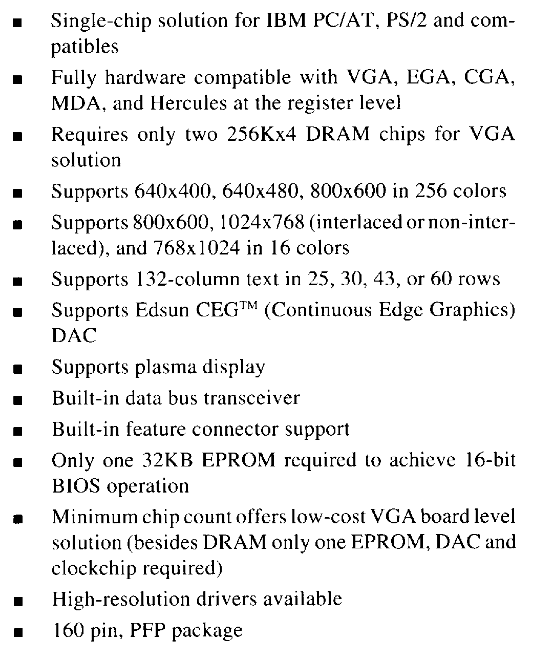 ▪ Single-chip solution for IBM PC/AT, PS/2 and com-
patibles
▪ Fully hardware compatible with VGA, EGA, CGA,
MDA, and Hercules at the register level
▪ Requires only two 256Kx4 DRAM chips for VGA
solution
▪ Supports 640x400, 640x480, 800x600 in 256 colors
▪ Supports 800x600, 1024x768 (interlaced or non-inter-
laced), and 768x1024 in 16 colors
▪ Supports 132-column text in 25, 30, 43, or 60 rows
▪ Supports Edsun CEG™ (Continuous Edge Graphics)
DAC
▪ Supports plasma display
▪ Built-in data bus transceiver
▪ Built-in feature connector support
▪ Only one 32KB EPROM required to achieve 16-bit
BIOS operation
▪ Minimum chip count offers low-cost VGA board level
solution (besides DRAM only one EPROM, DAC and
clockchip required)
▪ High-resolution drivers available
▪ 160 pin, PFP package